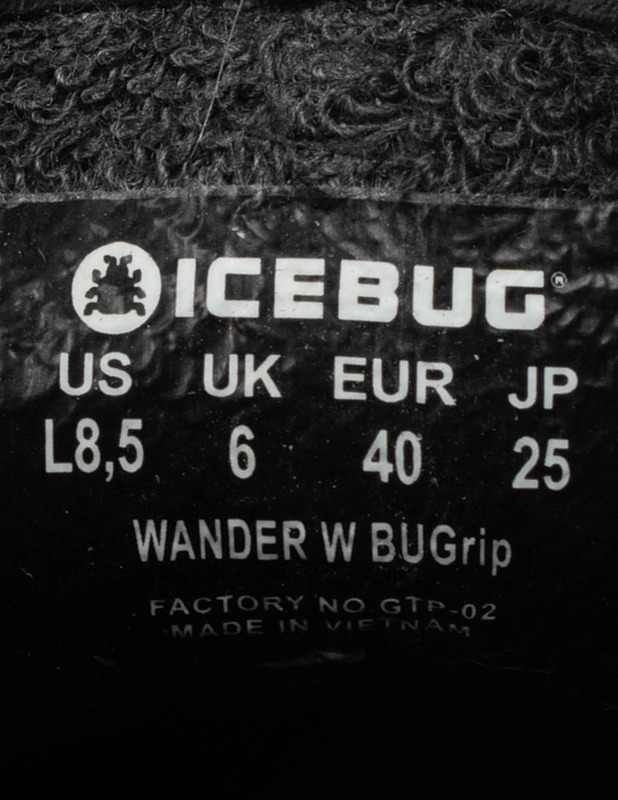 ICEBUG®
US UK EUR JP
L8,5 6 40 25
WANDER W BUGrip
FACTORY NO.GTP-02
MADE IN VIETNAM